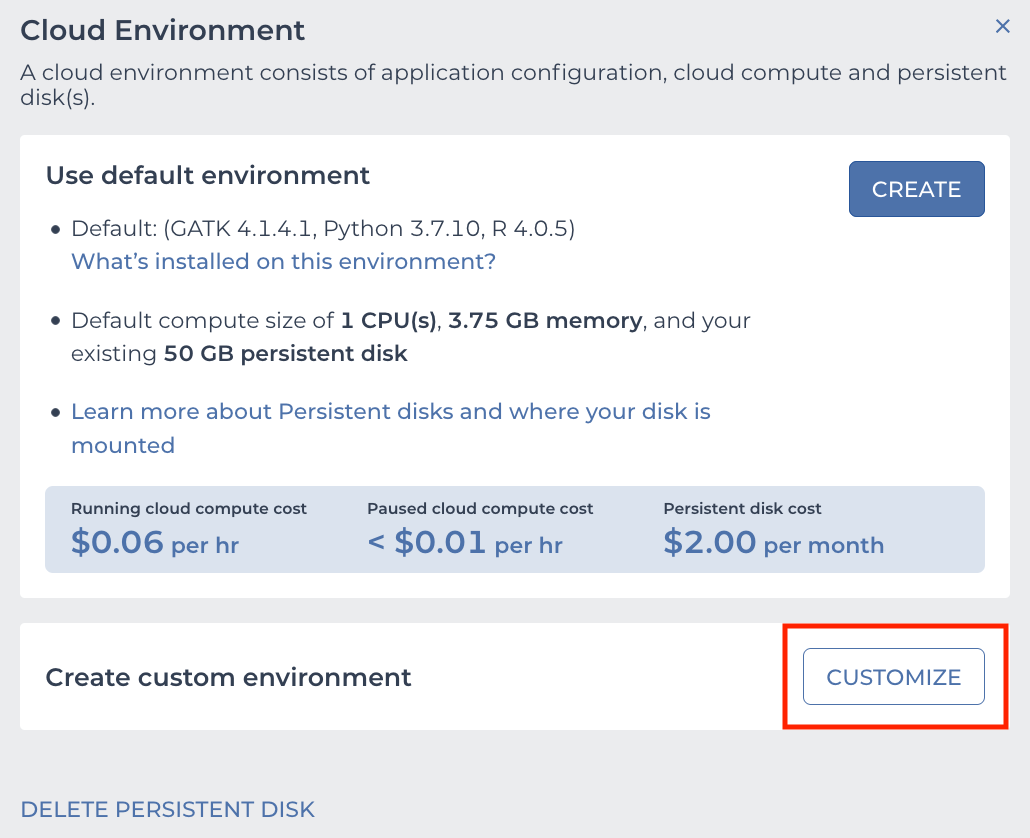 Cloud Environment
×
A cloud environment consists of application configuration, cloud compute and persistent
disk(s).
Use default environment
CREATE
• Default: (GATK 4.1.4.1, Python 3.7.10, R 4.0.5)
What’s installed on this environment?
• Default compute size of 1 CPU(s), 3.75 GB memory, and your
existing 50 GB persistent disk
• Learn more about Persistent disks and where your disk is
mounted
Running cloud compute cost
$0.06 per hr
Paused cloud compute cost
< $0.01 per hr
Persistent disk cost
$2.00 per month
Create custom environment
CUSTOMIZE
DELETE PERSISTENT DISK